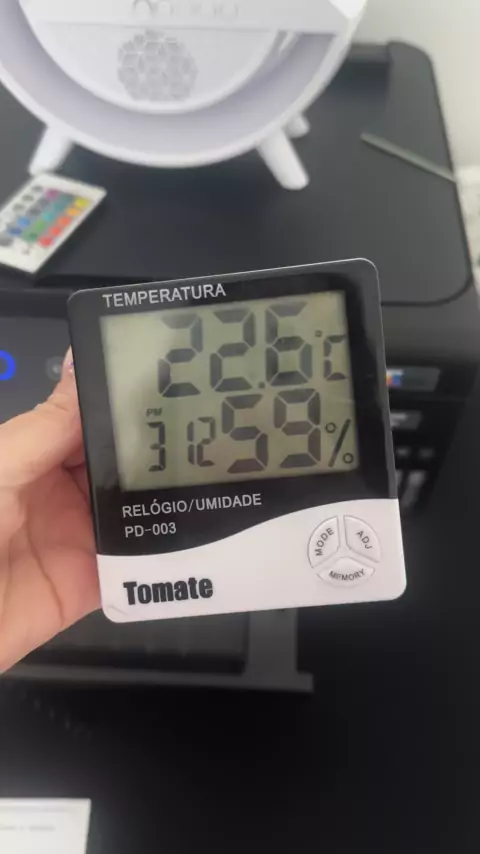 TEMPERATURA
22.6°C
PM
3 12 59%
RELÓGIO/UMIDADE
PD-003
MODE
ADJ
MEMORY
Tomate